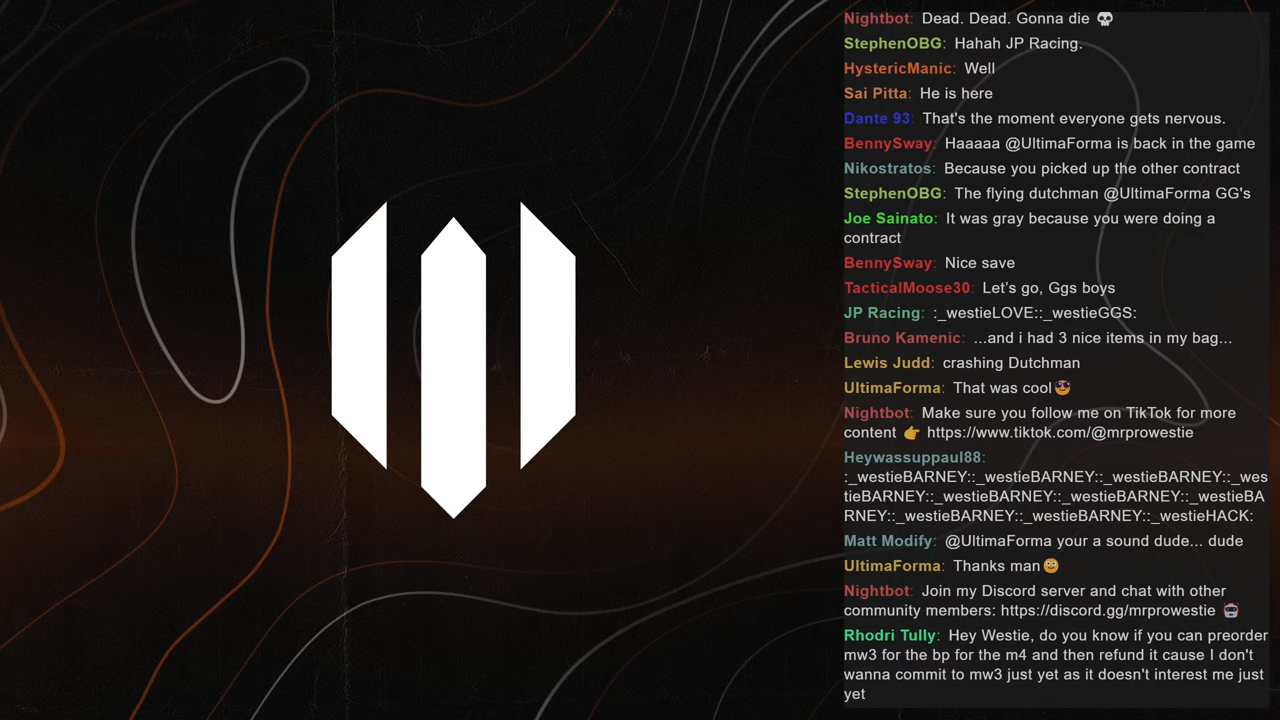 Nightbot: Dead. Dead. Gonna die 💀
StephenOBG: Hahah JP Racing.
HystericManic: Well
Sai Pitta: He is here
Dante 93: That's the moment everyone gets nervous.
BennySway: Haaaaa @UltimaForma is back in the game
Nikostratos: Because you picked up the other contract
StephenOBG: The flying dutchman @UltimaForma GG's
Joe Sainato: It was gray because you were doing a
contract
BennySway: Nice save
TacticalMoose30: Let's go, Ggs boys
JP Racing: :_westieLOVE::_westieGGS:
Bruno Kamenic: ...and i had 3 nice items in my bag...
Lewis Judd: crashing Dutchman
UltimaForma: That was cool
Nightbot: Make sure you follow me on TikTok for more
content 👉 https://www.tiktok.com/@mrprowestie
Heywassuppaul88:
:_westieBARNEY::_westieBARNEY::_westieBARNEY::_wes
tieBARNEY::_westieBARNEY::_westieBARNEY::_westieBA
RNEY::_westieBARNEY::_westieBARNEY::_westieHACK:
Matt Modify: @UltimaForma your a sound dude... dude
UltimaForma: Thanks man
Nightbot: Join my Discord server and chat with other
community members: https://discord.gg/mrprowestie 🤖
Rhodri Tully: Hey Westie, do you know if you can preorder
mw3 for the bp for the m4 and then refund it cause I don't
wanna commit to mw3 just yet as it doesn't interest me just
yet